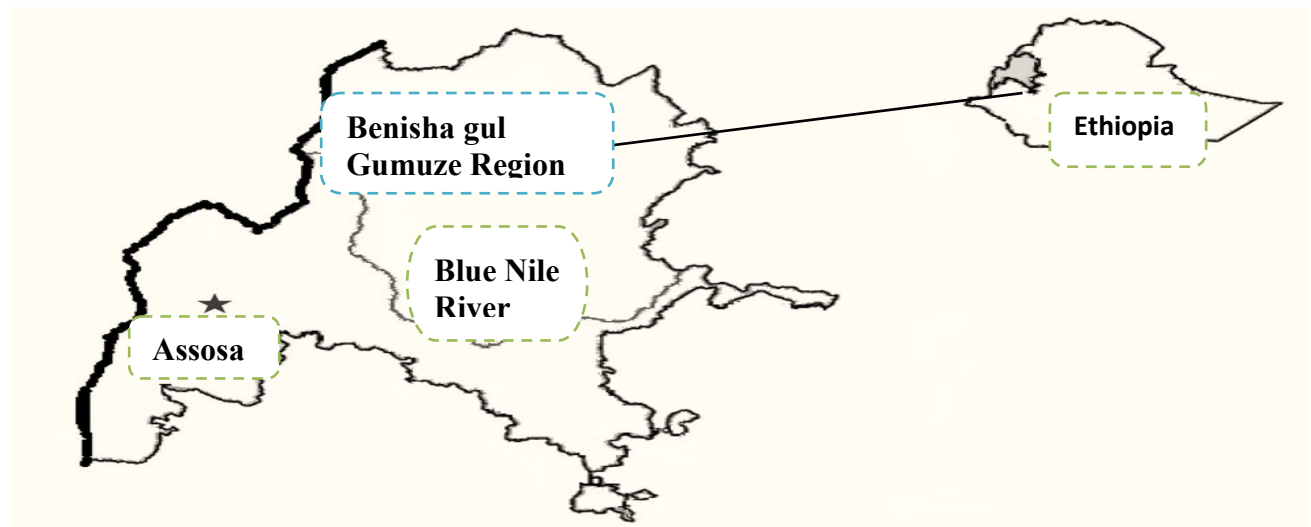 Benisha gul
Gumuze Region
Ethiopia
Blue Nile
River
Assosa